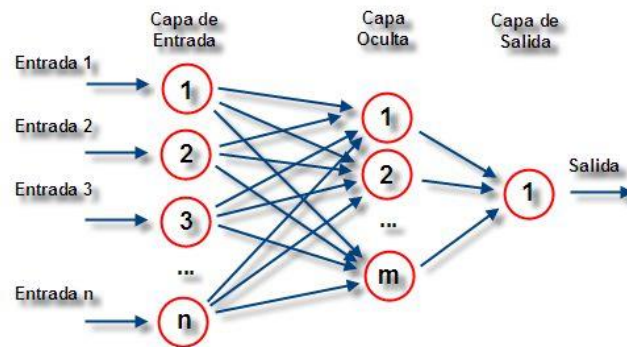 Capa de
Entrada
Capa
Oculta
Capa de
Salida
Entrada 1
1
Entrada 2
2
Entrada 3
3
...
Entrada n
n
1
2
...
m
1
Salida